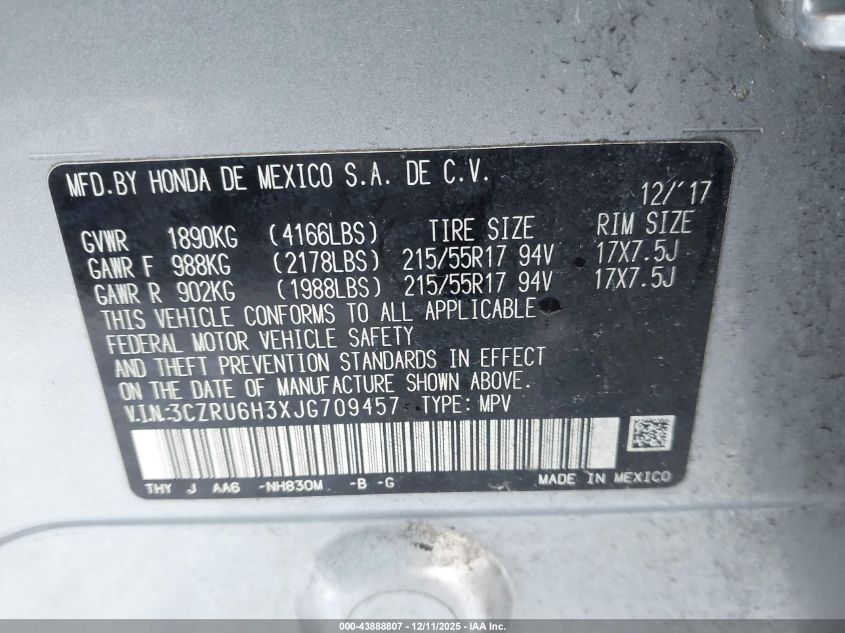 MFD.BY HONDA DE MEXICO S.A. DE C.V. 12/'17
GVWR 1890KG (4166LBS) TIRE SIZE RIM SIZE
GAWR F 988KG (2178LBS) 215/55R17 94V 17X7.5J
GAWR R 902KG (1988LBS) 215/55R17 94V 17X7.5J
THIS VEHICLE CONFORMS TO ALL APPLICABLE
FEDERAL MOTOR VEHICLE SAFETY
AND THEFT PREVENTION STANDARDS IN EFFECT
ON THE DATE OF MANUFACTURE SHOWN ABOVE.
V.I.N.:3CZRU6H3XJG709457 TYPE: MPV
THY J AA6 -NH830M -B -G MADE IN MEXICO
000-43888807 - 12/11/2025 - IAA Inc.